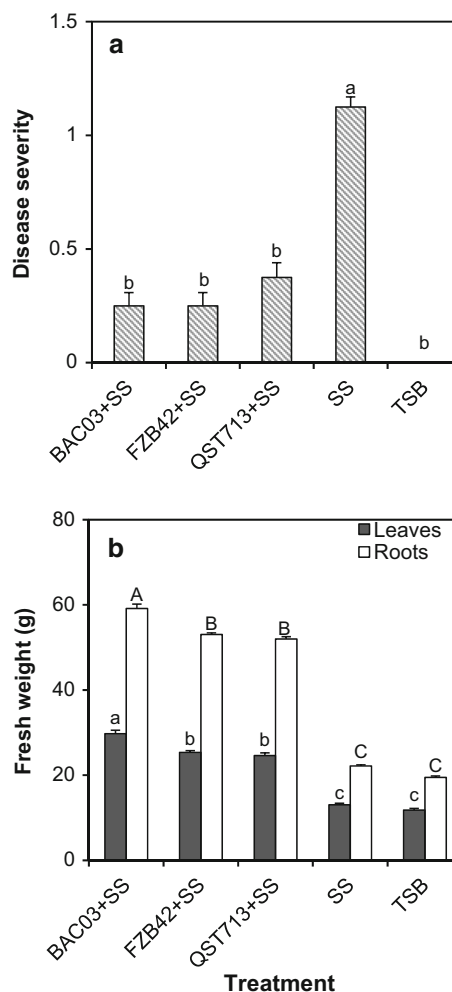 1.5
a
a
1
Disease severity
0.5
b
b
b
b
0
BAC03+SS
FZB42+SS
QST713+SS
SS
TSB
80
b
Leaves
Roots
A
60
B
B
Fresh weight (g)
40
a
b
b
C
C
20
c
c
0
BAC03+SS
FZB42+SS
QST713+SS
SS
TSB
Treatment